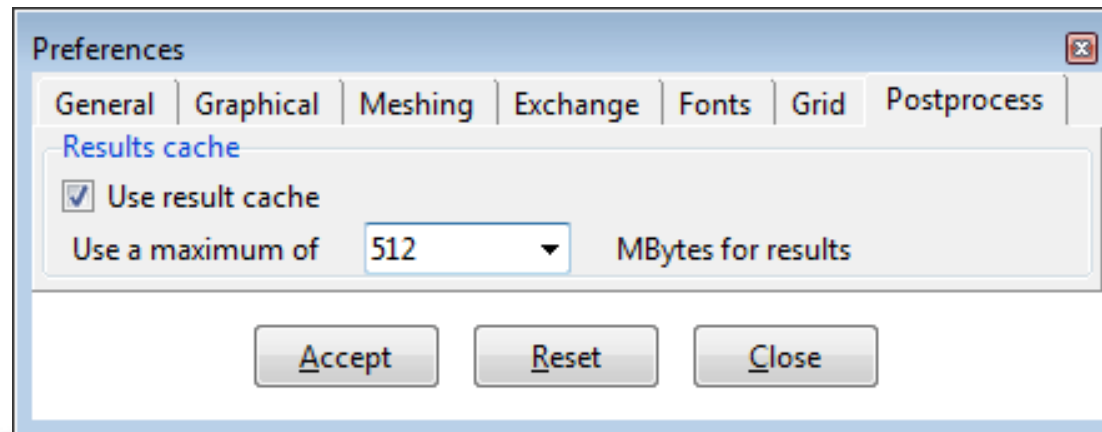 Preferences
General Graphical Meshing Exchange Fonts Grid Postprocess
Results cache
Use result cache
Use a maximum of 512 MBytes for results
Accept Reset Close